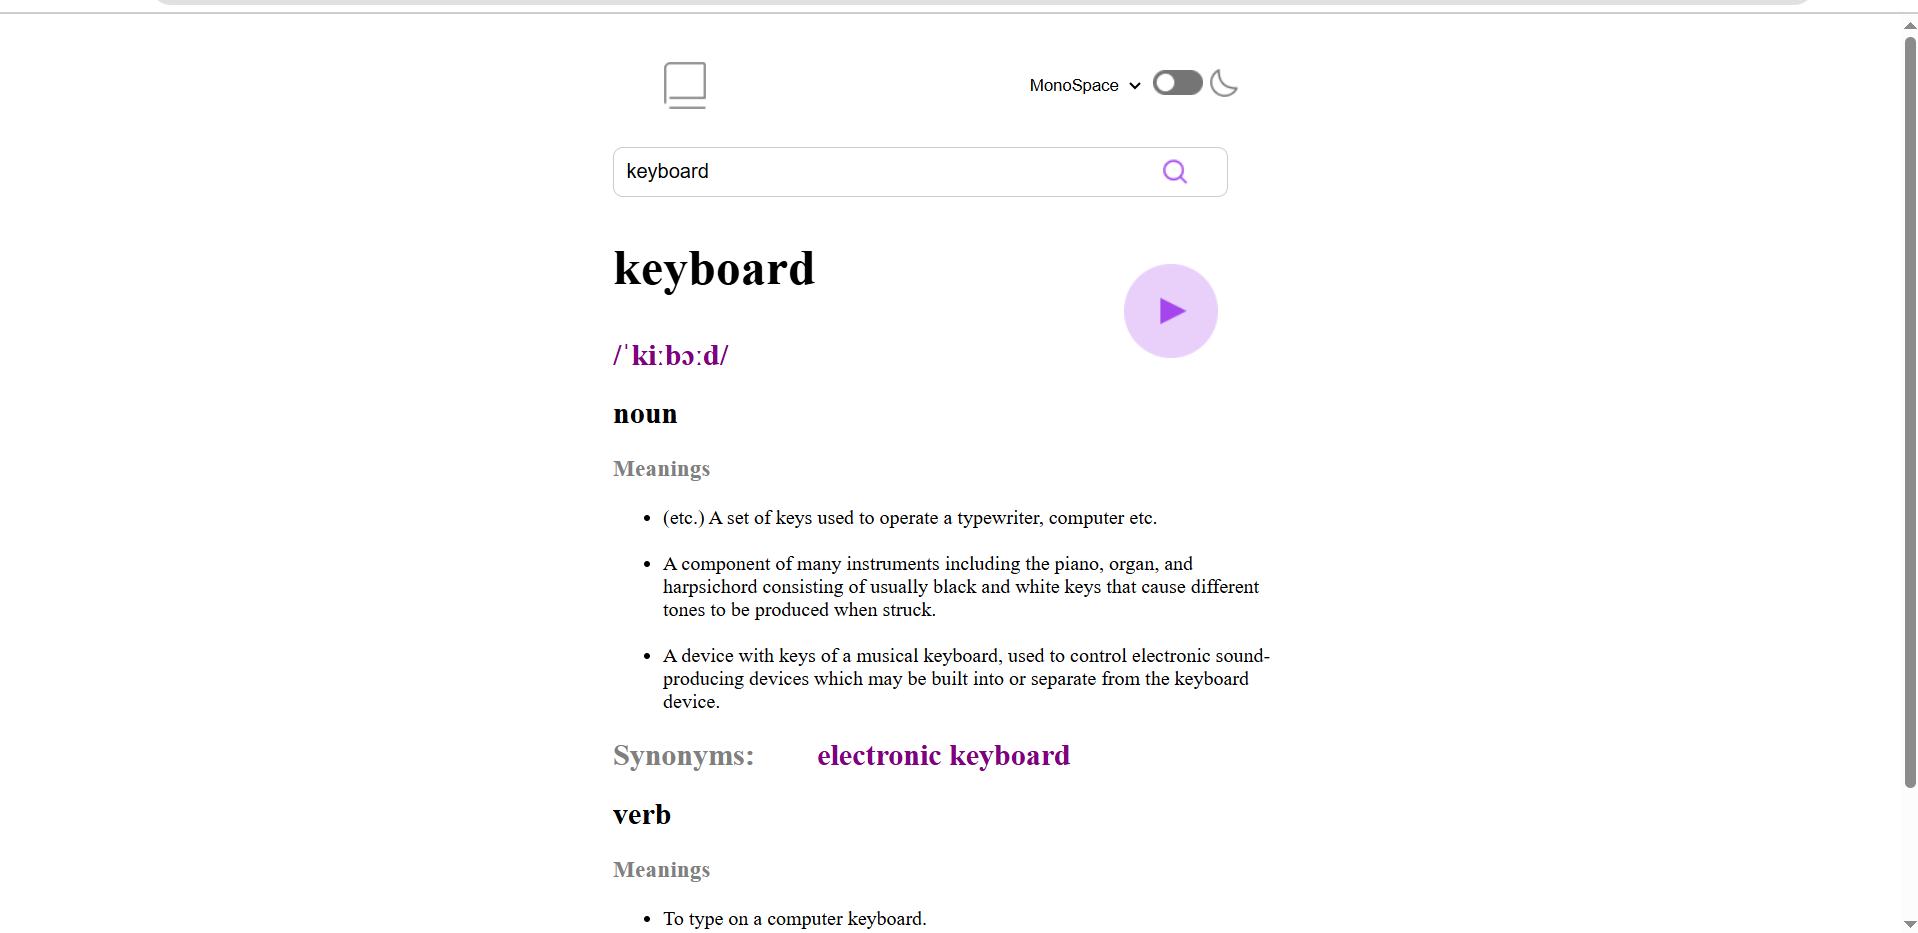 MonoSpace
keyboard
keyboard
/ˈkiːbɔːd/
noun
Meanings
(etc.) A set of keys used to operate a typewriter, computer etc.
A component of many instruments including the piano, organ, and
harpsichord consisting of usually black and white keys that cause different
tones to be produced when struck.
A device with keys of a musical keyboard, used to control electronic sound-
producing devices which may be built into or separate from the keyboard
device.
Synonyms: electronic keyboard
verb
Meanings
To type on a computer keyboard.